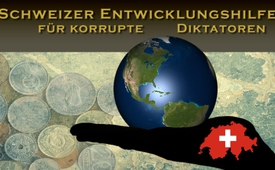 SCHWEIZER ENTWICKLUNGSHILFE
FÜR KORRUPTE DIKTATOREN